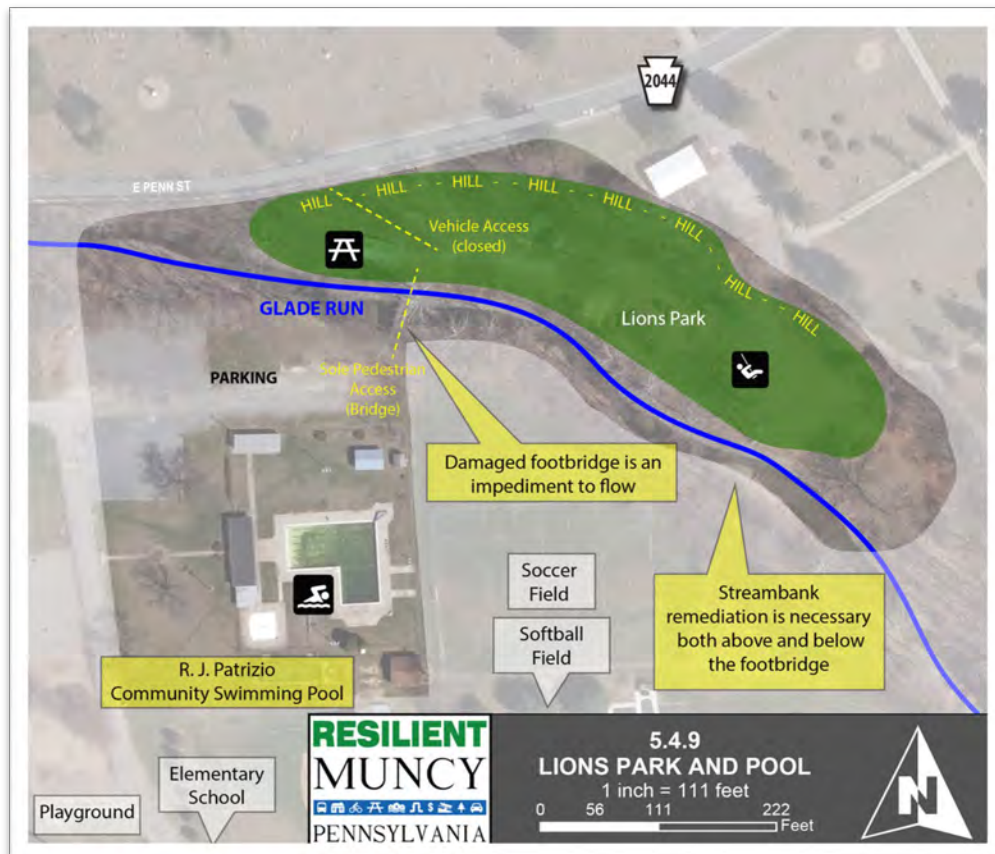 2044
E PENN ST
HILL - HILL - HILL - HILL - HILL - HILL - HILL - HILL
Vehicle Access
(closed)
GLADE RUN
Lions Park
PARKING
Sole Pedestrian
Access
(Bridge)
Damaged footbridge is an
impediment to flow
Soccer
Field
Softball
Field
Streambank
remediation is necessary
both above and below
the footbridge
R. J. Patrizio
Community Swimming Pool
Elementary
School
Playground
RESILIENT
MUNCY
PENNSYLVANIA
5.4.9
LIONS PARK AND POOL
1 inch = 111 feet
0 56 111 222
Feet
N